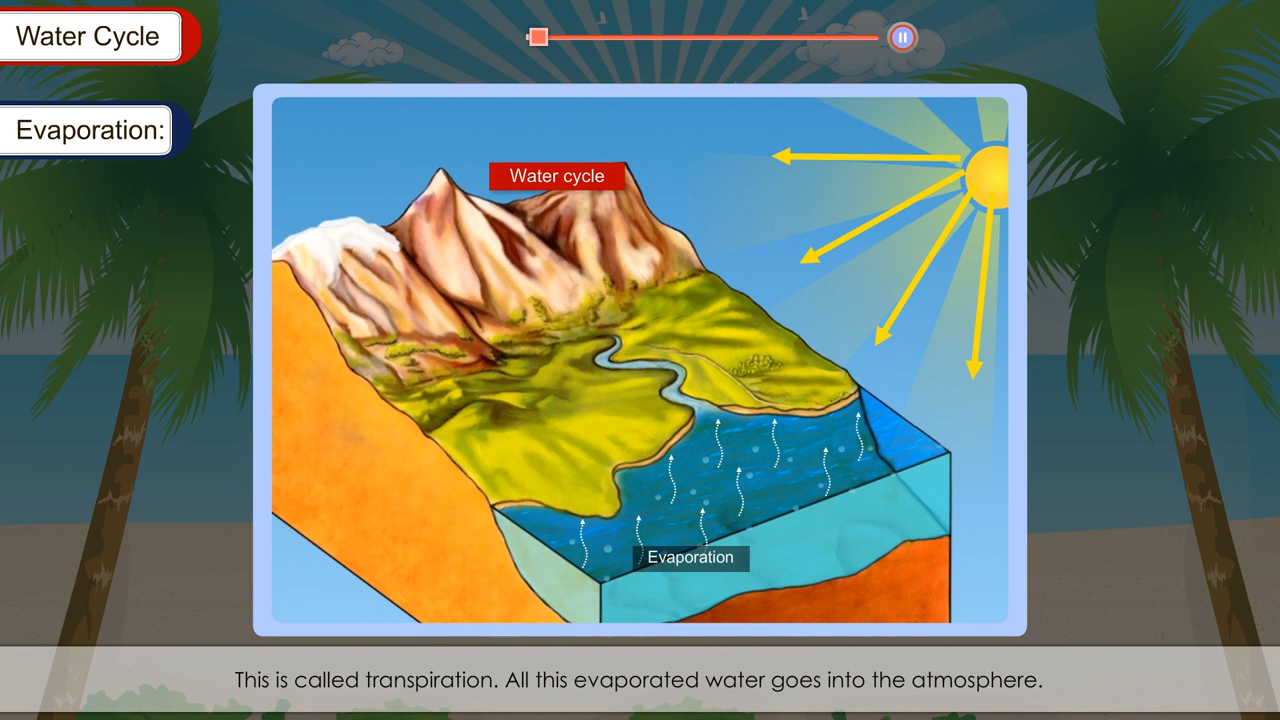 Water Cycle
Evaporation:
Water cycle
Evaporation
This is called transpiration. All this evaporated water goes into the atmosphere.